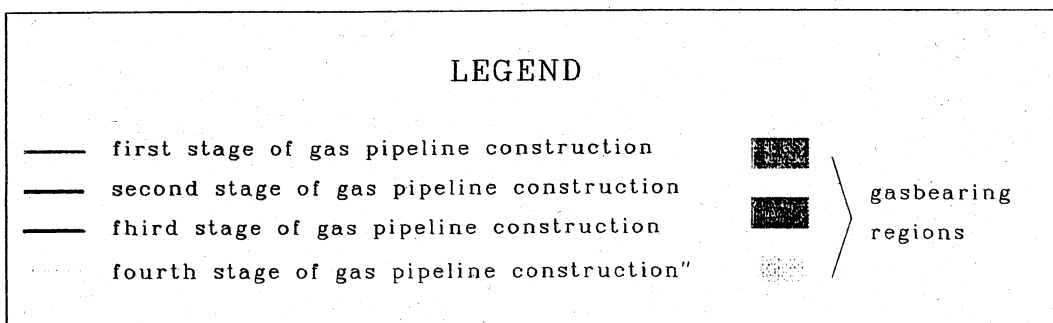 LEGEND
first stage of gas pipeline construction
second stage of gas pipeline construction
fhird stage of gas pipeline construction
fourth stage of gas pipeline construction"
gasbearing
regions